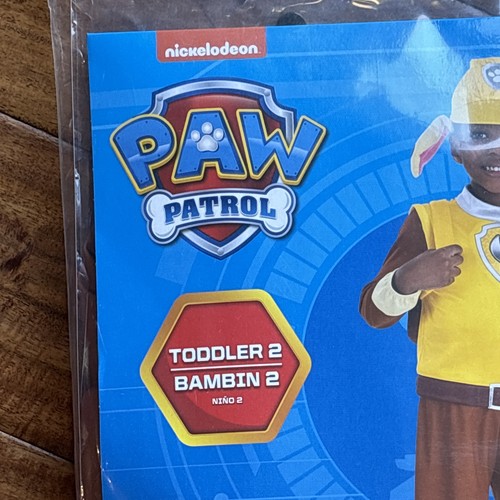 nickelodeon
PAW
PATROL
TODDLER 2
BAMBIN 2
NIÑO 2